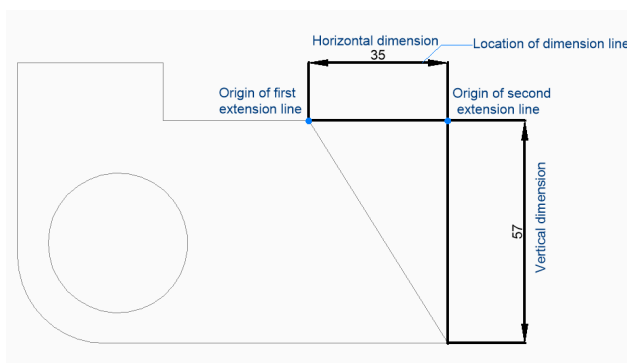 Horizontal dimension
35
Location of dimension line
Origin of first
extension line
Origin of second
extension line
57
Vertical dimension